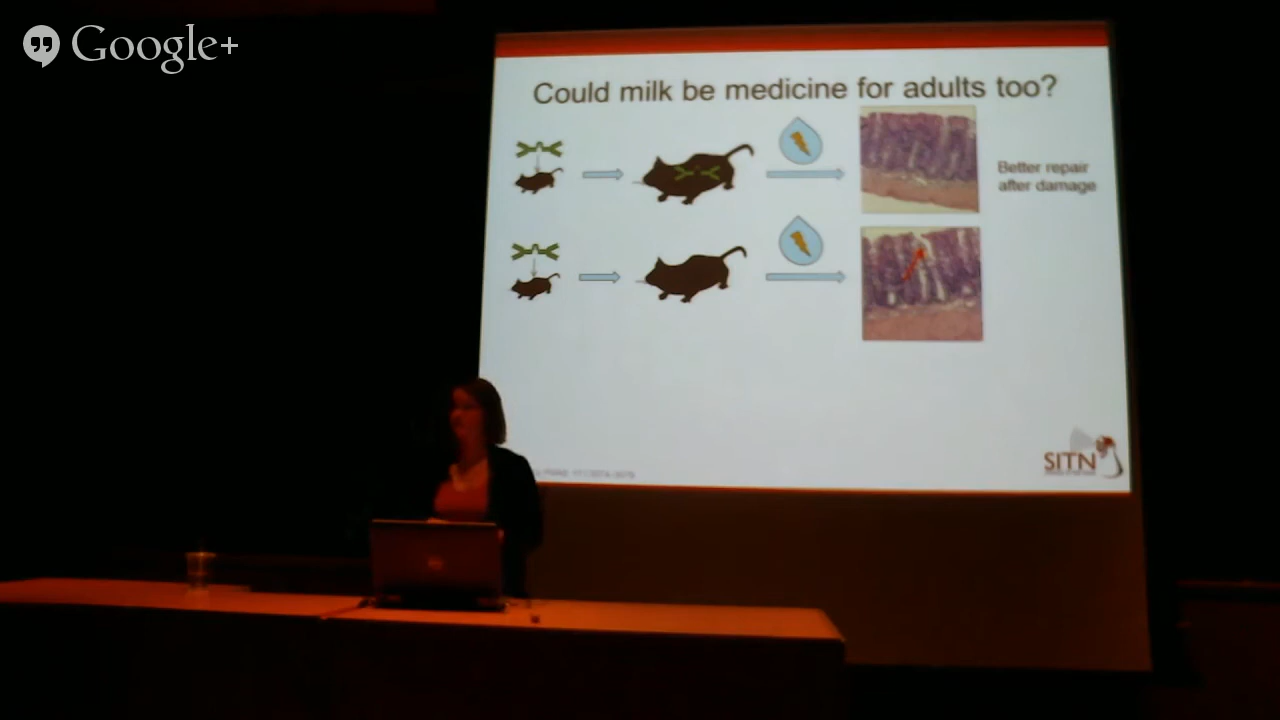 Google+
Could milk be medicine for adults too?
Better repair
after damage
SITN